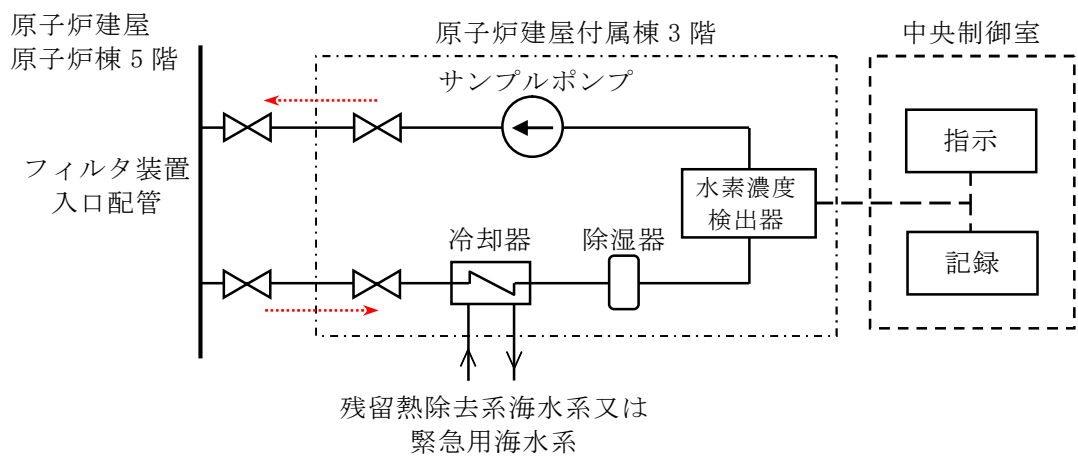 原子炉建屋
原子炉棟5階
原子炉建屋付属棟3階
中央制御室
サンプルポンプ
フィルタ装置
入口配管
水素濃度
検出器
指示
記録
冷却器
除湿器
残留熱除去系海水系又は
緊急用海水系